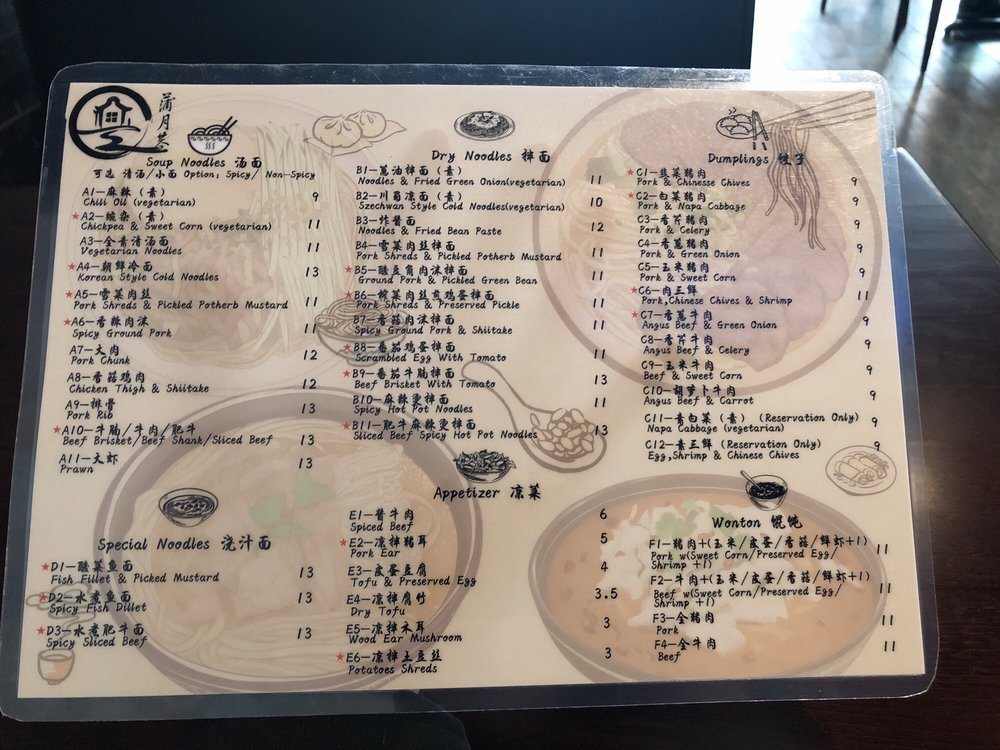 蒲月巷
Soup Noodles 汤面
可选 清汤/小面 Option: Spicy/ Non-Spicy
A1—麻辣（素）
Chili Oil (vegetarian) 9
★A2—豌杂（素）
Chickpea & Sweet Corn (vegetarian) 11
A3—全素清汤面
Vegetarian Noodles 11
★A4—朝鲜冷面
Korean Style Cold Noodles 13
★A5—雪菜肉丝
Pork Shreds & Pickled Potherb Mustard 11
★A6—香辣肉沫
Spicy Ground Pork 11
A7—大肉
Pork Chunk 12
A8—香菇鸡肉
Chicken Thigh & Shiitake 12
A9—排骨
Pork Rib 13
★A10—牛腩/牛肉/肥牛
Beef Brisket/Beef Shank/Sliced Beef 13
A11—大虾
Prawn 13
Special Noodles 浇汁面
★D1—酸菜鱼面
Fish Fillet & Picked Mustard 13
★D2—水煮鱼面
Spicy Fish Dillet 13
★D3—水煮肥牛面
Spicy Sliced Beef 13
Dry Noodles 拌面
B1—葱油拌面（素）
Noodles & Fried Green Onion(vegetarian) 11
B2—川蜀凉面（素）
Szechwan Style Cold Noodles(vegetarian) 10
B3—炸酱面
Noodles & Fried Bean Paste 12
B4—雪菜肉丝拌面
Pork Shreds & Pickled Potherb Mustard 11
★B5—酸豆角肉沫拌面
Ground Pork & Pickled Green Bean 11
★B6—榨菜肉丝煎鸡蛋拌面
Pork Shreds & Preserved Pickle 11
B7—香菇肉沫拌面
Spicy Ground Pork & Shiitake 11
★B8—番茄鸡蛋拌面
Scrambled Egg With Tomato 11
★B9—番茄牛腩拌面
Beef Brisket With Tomato 13
B10—麻辣烫拌面
Spicy Hot Pot Noodles 11
★B11—肥牛麻辣烫拌面
Sliced Beef Spicy Hot Pot Noodles 13
Appetizer 凉菜
E1—酱牛肉 6
Spiced Beef
★E2—凉拌猪耳 5
Pork Ear
E3—皮蛋豆腐 4
Tofu & Preserved Egg
E4—凉拌腐竹 3.5
Dry Tofu
E5—凉拌木耳 3
Wood Ear Mushroom
★E6—凉拌土豆丝 3
Potatoes Shreds
Dumplings 饺子
★C1—韭菜猪肉
Pork & Chinesse Chives 9
★C2—白菜猪肉
Pork & Napa Cabbage 9
C3—香芹猪肉
Pork & Celery 9
C4—香葱猪肉
Pork & Green Onion 9
C5—玉米猪肉
Pork & Sweet Corn 9
★C6—肉三鲜
Pork,Chinese Chives & Shrimp 11
★C7—香葱牛肉
Angus Beef & Green Onion 9
C8—香芹牛肉
Angus Beef & Celery 9
C9—玉米牛肉
Beef & Sweet Corn 9
C10—胡萝卜牛肉
Angus Beef & Carrot 9
C11—青白菜（素）(Reservation Only)
Napa Cabbage (vegetarian) 9
C12—素三鲜 (Reservation Only)
Egg,Shrimp & Chinese Chives 9
Wonton 馄饨
F1—猪肉+(玉米/皮蛋/香菇/鲜虾+1)
Pork w(Sweet Corn/Preserved Egg/ 11
Shrimp +1)
F2—牛肉+(玉米/皮蛋/香菇/鲜虾+1)
Beef w(Sweet Corn/Preserved Egg/ 11
Shrimp +1)
F3—全猪肉
Pork 11
F4—全牛肉
Beef 11